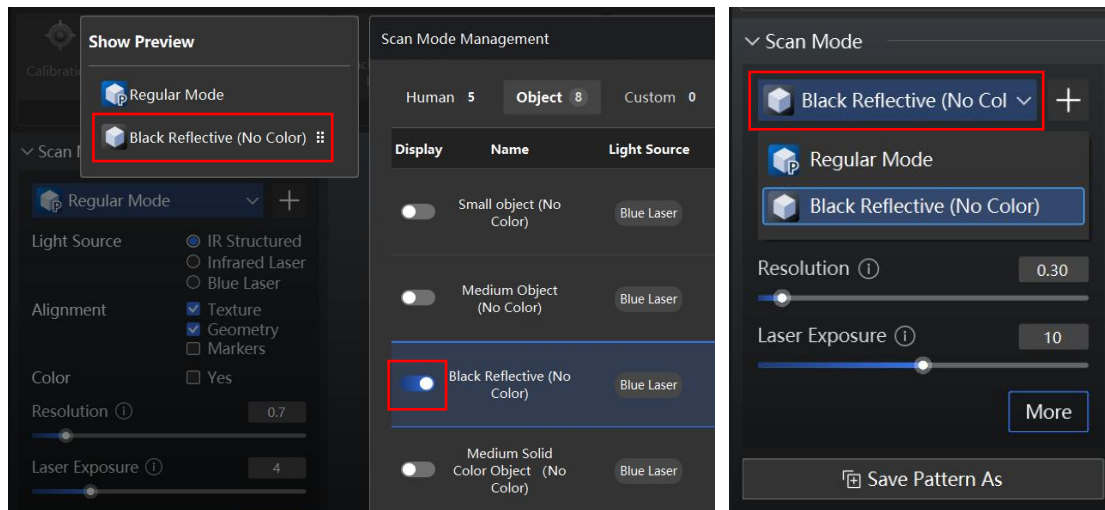 Show Preview
Regular Mode
Black Reflective (No Color)
Scan Mode
Regular Mode
Light Source
IR Structured
Infrared Laser
Blue Laser
Alignment
Texture
Geometry
Markers
Color
Yes
Resolution
0.7
Laser Exposure
4
Scan Mode Management
Human 5
Object 8
Custom 0
Display
Name
Light Source
Small object (No
Color)
Blue Laser
Medium Object
(No Color)
Blue Laser
Black Reflective (No
Color)
Blue Laser
Medium Solid
Color Object (No
Color)
Blue Laser
Scan Mode
Black Reflective (No Col
Regular Mode
Black Reflective (No Color)
Resolution
0.30
Laser Exposure
10
More
Save Pattern As